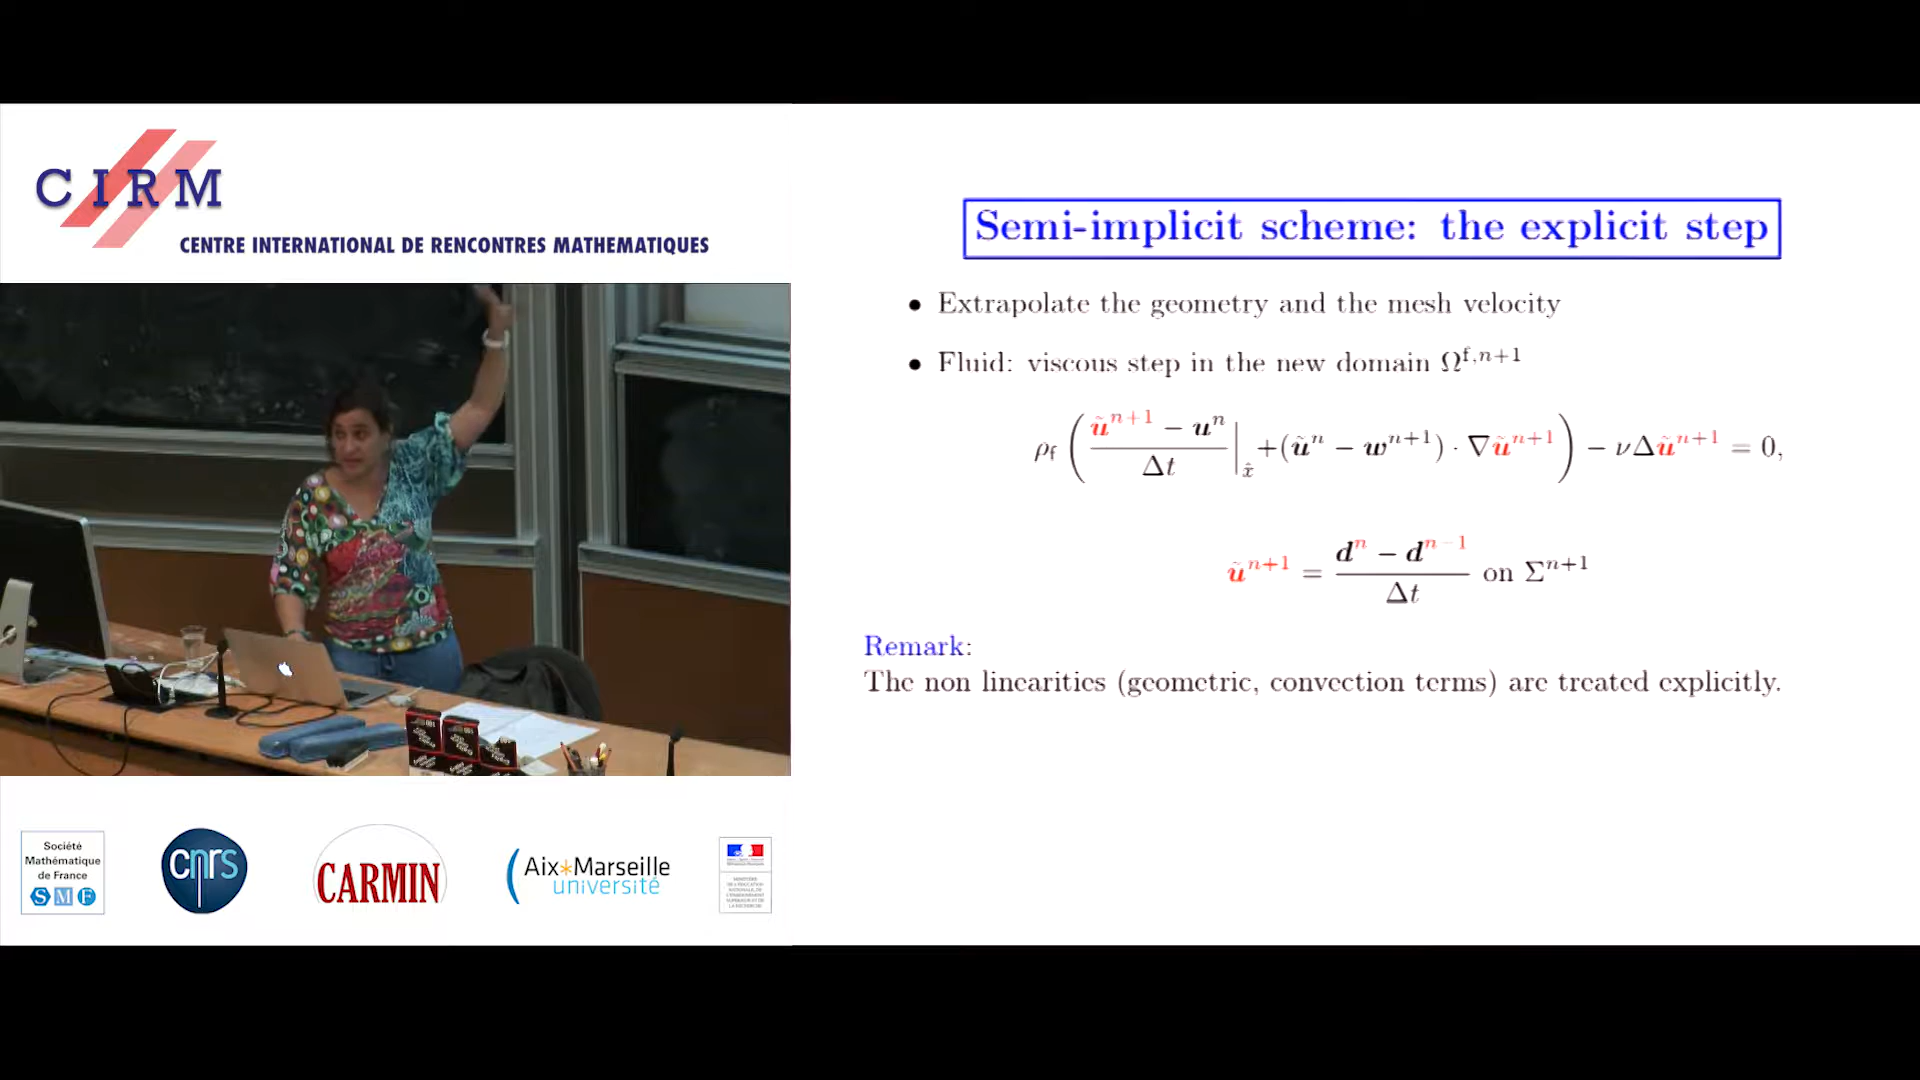 CIRM
CENTRE INTERNATIONAL DE RENCONTRES MATHEMATIQUES
Semi-implicit scheme: the explicit step
• Extrapolate the geometry and the mesh velocity
• Fluid: viscous step in the new domain Ω^{f,n+1}
ρ_f ( (ũ^{n+1} − u^n)/Δt |_{x̂} + (ũ^n − w^{n+1}) · ∇ũ^{n+1} ) − νΔũ^{n+1} = 0,
ũ^{n+1} = (d^n − d^{n−1})/Δt on Σ^{n+1}
Remark:
The non linearities (geometric, convection terms) are treated explicitly.
Société
Mathématique
de France
SMF
cnrs
CARMIN
Aix*Marseille
université